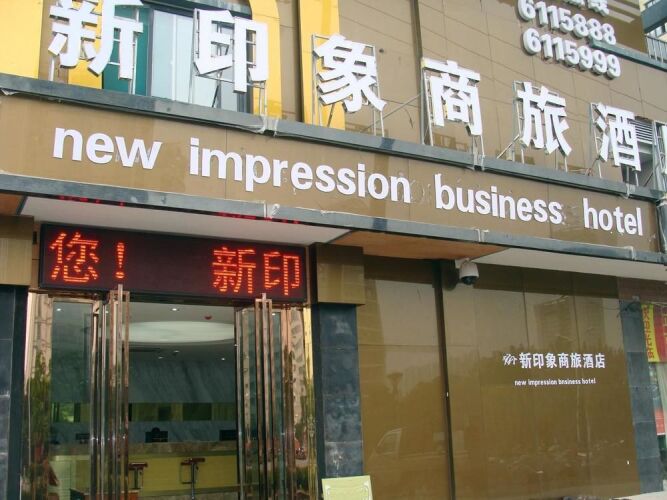 6115888
6115999
新印象商旅酒
new impression business hotel
您！ 新印
新印象商旅酒店
new impression bnsiness hotel